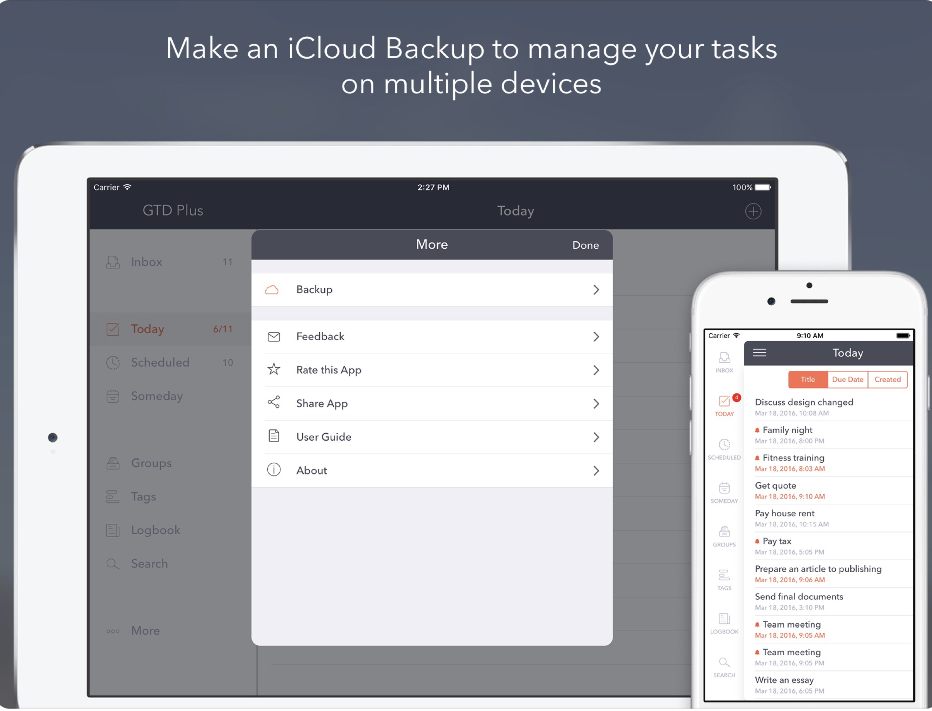 Make an iCloud Backup to manage your tasks
on multiple devices
Carrier
2:27 PM
100%
GTD Plus
Today
Inbox 11
Today 6/11
Scheduled 10
Someday
Groups
Tags
Logbook
Search
More
More
Done
Backup
Feedback
Rate this App
Share App
User Guide
About
Carrier
9:10 AM
Today
INBOX
4
TODAY
SCHEDULED
SOMEDAY
GROUPS
TAGS
LOGBOOK
SEARCH
Title Due Date Created
Discuss design changed
Mar 18, 2016, 10:08 AM
Family night
Mar 18, 2016, 8:00 PM
Fitness training
Mar 18, 2016, 8:03 AM
Get quote
Mar 18, 2016, 9:10 AM
Pay house rent
Mar 18, 2016, 10:15 AM
Pay tax
Mar 18, 2016, 5:05 PM
Prepare an article to publishing
Mar 18, 2016, 9:06 AM
Send final documents
Mar 18, 2016, 3:10 PM
Team meeting
Mar 18, 2016, 9:05 AM
Team meeting
Mar 18, 2016, 9:05 PM
Write an essay
Mar 18, 2016, 6:05 PM